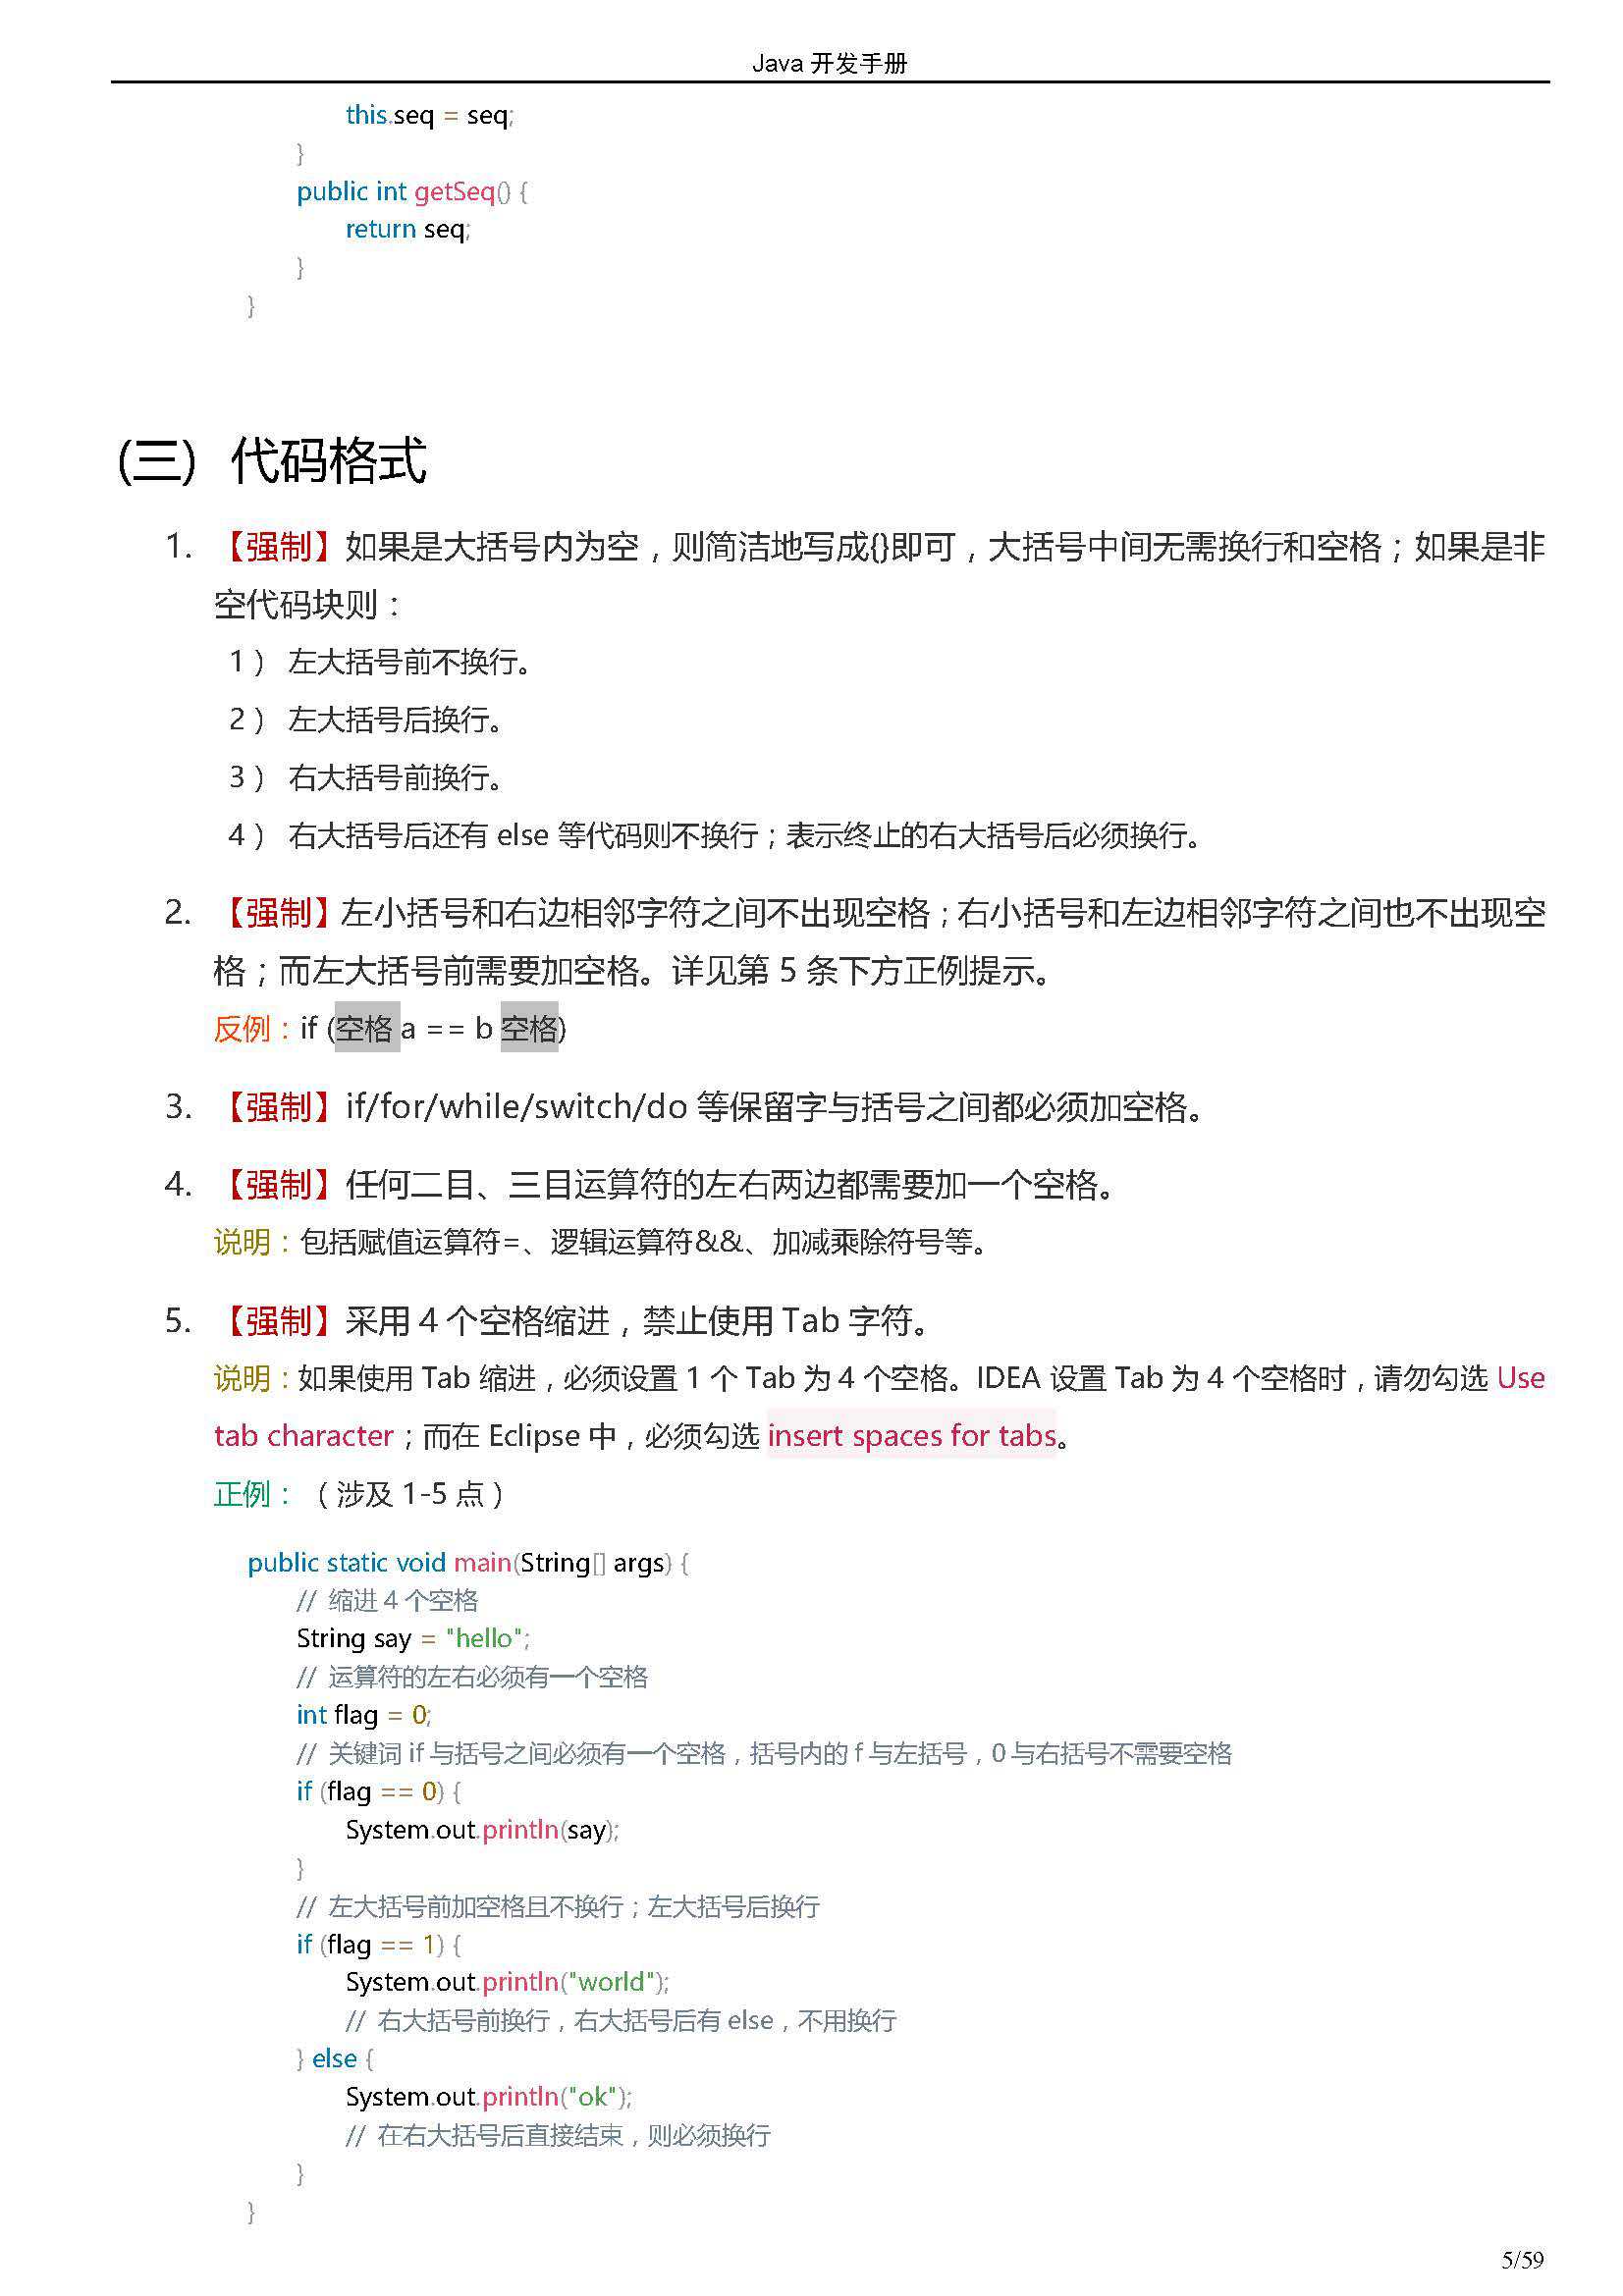 Java 开发手册
this.seq = seq;
}
public int getSeq() {
return seq;
}
}
(三) 代码格式
1. 【强制】如果是大括号内为空，则简洁地写成{}即可，大括号中间无需换行和空格；如果是非
空代码块则：
1） 左大括号前不换行。
2） 左大括号后换行。
3） 右大括号前换行。
4） 右大括号后还有 else 等代码则不换行；表示终止的右大括号后必须换行。
2. 【强制】左小括号和右边相邻字符之间不出现空格；右小括号和左边相邻字符之间也不出现空
格；而左大括号前需要加空格。详见第 5 条下方正例提示。
反例：if (空格 a == b 空格)
3. 【强制】if/for/while/switch/do 等保留字与括号之间都必须加空格。
4. 【强制】任何二目、三目运算符的左右两边都需要加一个空格。
说明：包括赋值运算符=、逻辑运算符&&、加减乘除符号等。
5. 【强制】采用 4 个空格缩进，禁止使用 Tab 字符。
说明：如果使用 Tab 缩进，必须设置 1 个 Tab 为 4 个空格。IDEA 设置 Tab 为 4 个空格时，请勿勾选 Use
tab character；而在 Eclipse 中，必须勾选 insert spaces for tabs。
正例：（涉及 1-5 点）
public static void main(String[] args) {
// 缩进 4 个空格
String say = "hello";
// 运算符的左右必须有一个空格
int flag = 0;
// 关键词 if 与括号之间必须有一个空格，括号内的 f 与左括号，0 与右括号不需要空格
if (flag == 0) {
System.out.println(say);
}
// 左大括号前加空格且不换行；左大括号后换行
if (flag == 1) {
System.out.println("world");
// 右大括号前换行，右大括号后有 else，不用换行
} else {
System.out.println("ok");
// 在右大括号后直接结束，则必须换行
}
}
5/59